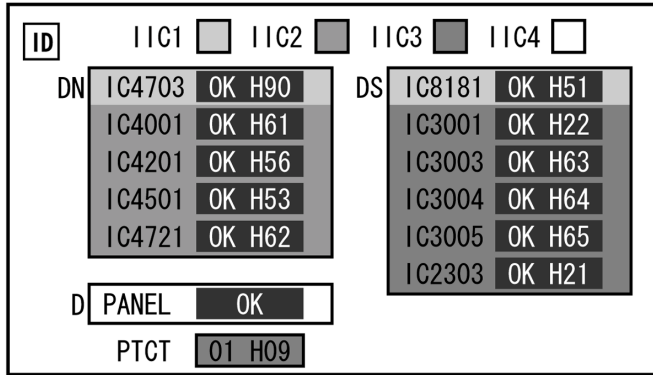 ID IIC1 IIC2 IIC3 IIC4
DN IC4703 OK H90
IC4001 OK H61
IC4201 OK H56
IC4501 OK H53
IC4721 OK H62
DS IC8181 OK H51
IC3001 OK H22
IC3003 OK H63
IC3004 OK H64
IC3005 OK H65
IC2303 OK H21
D PANEL OK
PTCT 01 H09